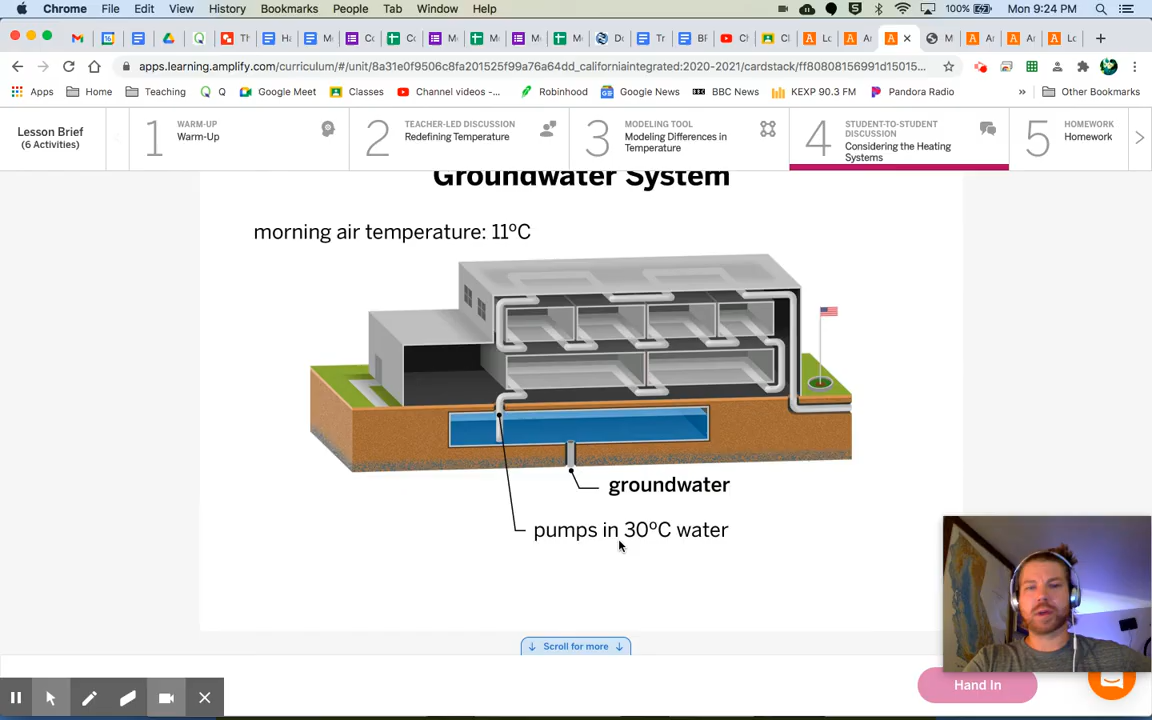 Chrome File Edit View History Bookmarks People Tab Window Help 100% Mon 9:24 PM
apps.learning.amplify.com/curriculum/#/unit/8a31e0f9506c8fa201525f99a76a64dd_californiaintegrated:2020-2021/cardstack/ff80808156991d15015...
Apps Home Teaching Q Google Meet Classes Channel videos -... Robinhood Google News BBC News KEXP 90.3 FM Pandora Radio » Other Bookmarks
Lesson Brief
(6 Activities)
1 WARM-UP
Warm-Up
2 TEACHER-LED DISCUSSION
Redefining Temperature
3 MODELING TOOL
Modeling Differences in
Temperature
4 STUDENT-TO-STUDENT
DISCUSSION
Considering the Heating
Systems
5 HOMEWORK
Homework
Groundwater System
morning air temperature: 11°C
groundwater
pumps in 30°C water
Scroll for more
Hand In